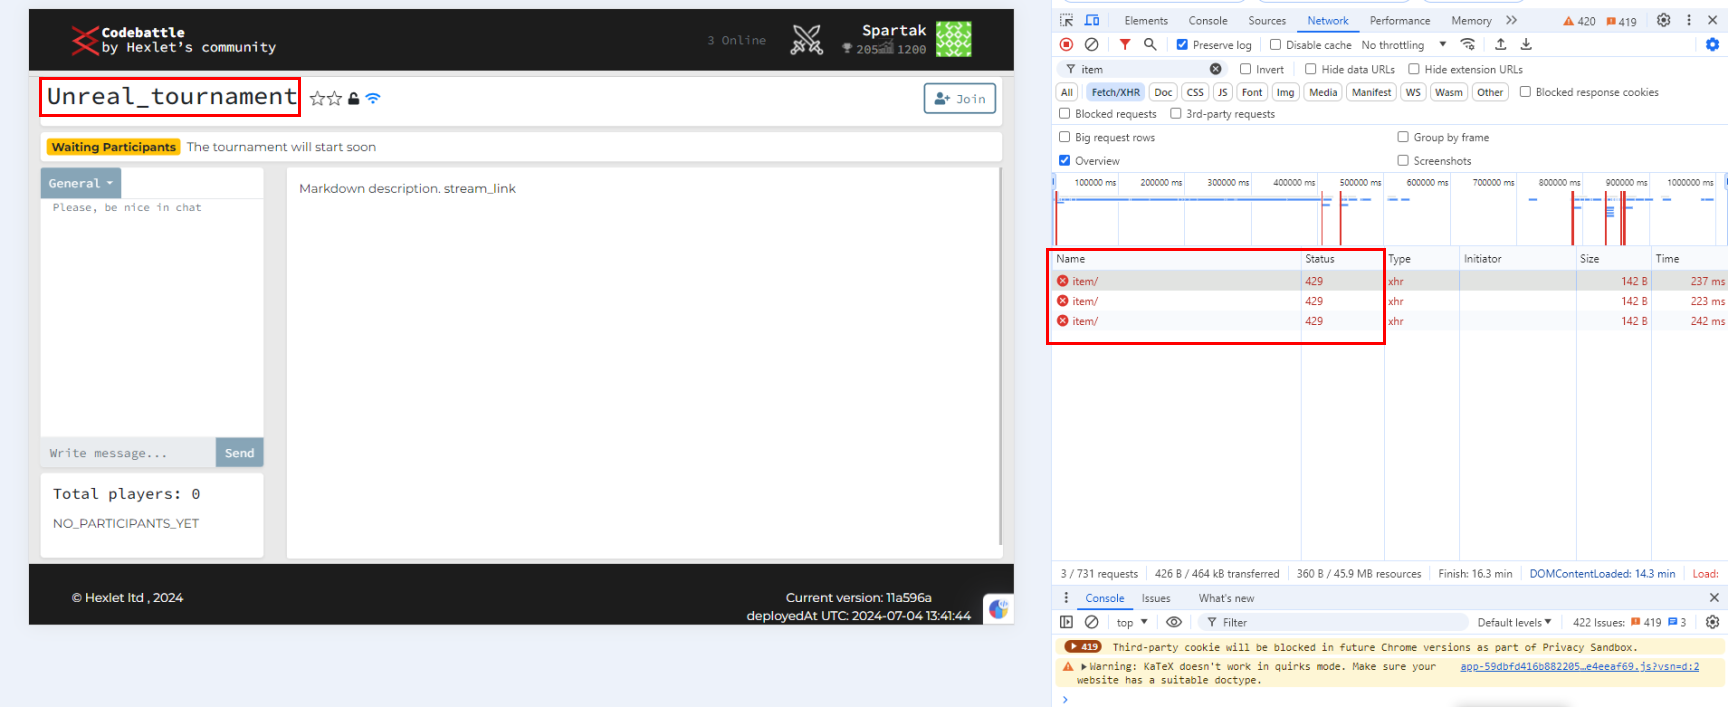 Codebattle
by Hexlet's community
3 Online
Spartak
205 1200
Unreal_tournament
Join
Waiting Participants The tournament will start soon
General
Please, be nice in chat
Markdown description. stream_link
Write message... Send
Total players: 0
NO_PARTICIPANTS_YET
© Hexlet ltd , 2024
Current version: 11a596a
deployedAt UTC: 2024-07-04 13:41:44
Elements Console Sources Network Performance Memory 420 419
Preserve log Disable cache No throttling
item Invert Hide data URLs Hide extension URLs
All Fetch/XHR Doc CSS JS Font Img Media Manifest WS Wasm Other Blocked response cookies
Blocked requests 3rd-party requests
Big request rows Group by frame
Overview Screenshots
100000 ms 200000 ms 300000 ms 400000 ms 500000 ms 600000 ms 700000 ms 800000 ms 900000 ms 1000000 ms
Name Status Type Initiator Size Time
item/ 429 xhr 142 B 237 ms
item/ 429 xhr 142 B 223 ms
item/ 429 xhr 142 B 242 ms
3 / 731 requests 426 B / 464 kB transferred 360 B / 45.9 MB resources Finish: 16.3 min DOMContentLoaded: 14.3 min Load:
Console Issues What's new
top Filter Default levels 422 Issues: 419 3
419 Third-party cookie will be blocked in future Chrome versions as part of Privacy Sandbox.
Warning: KaTeX doesn't work in quirks mode. Make sure your app-59dbfd416b882205…e4eeaf69.js?vsn=d:2
website has a suitable doctype.